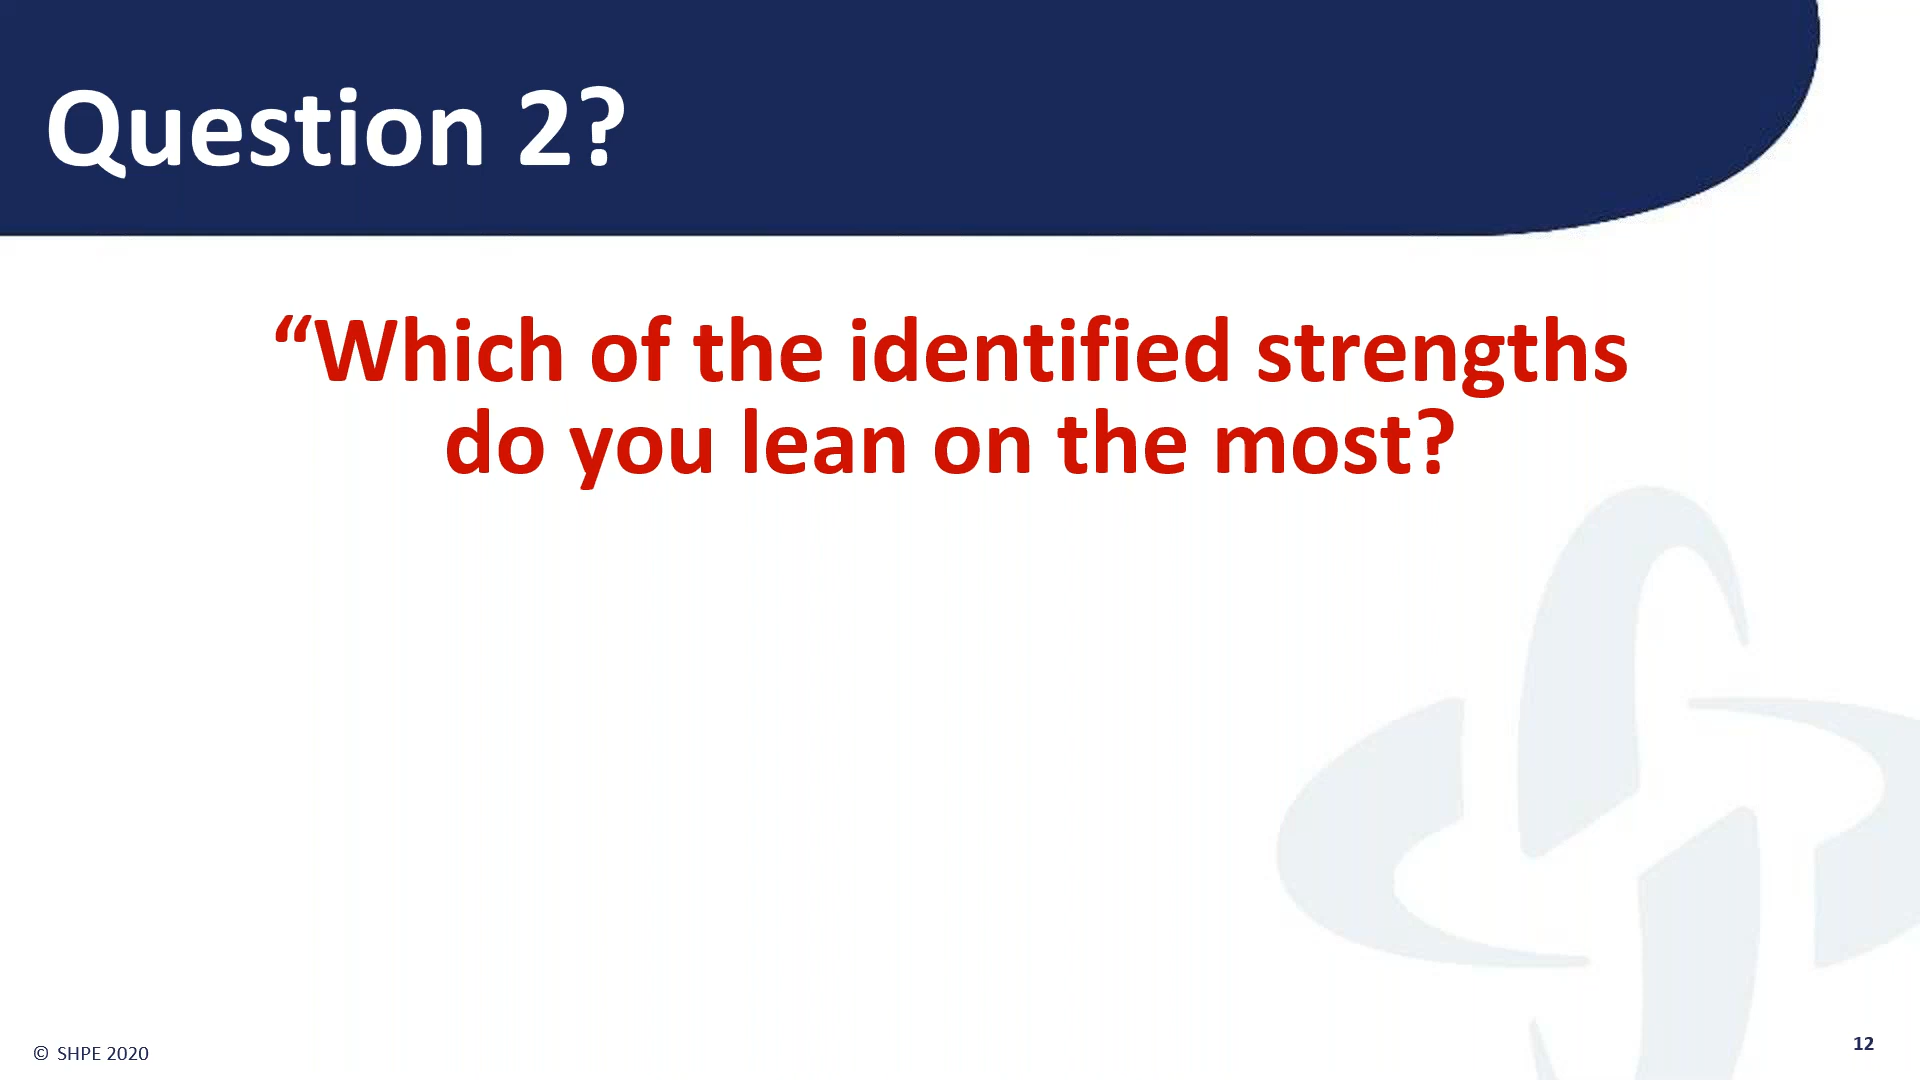 Question 2?
“Which of the identified strengths
do you lean on the most?
© SHPE 2020
12